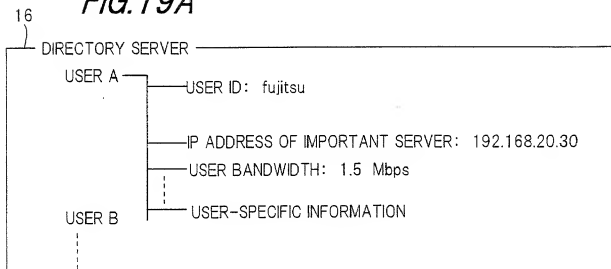 FIG.19A
16
DIRECTORY SERVER
USER A
USER ID: fujitsu
IP ADDRESS OF IMPORTANT SERVER: 192.168.20.30
USER BANDWIDTH: 1.5 Mbps
USER-SPECIFIC INFORMATION
USER B